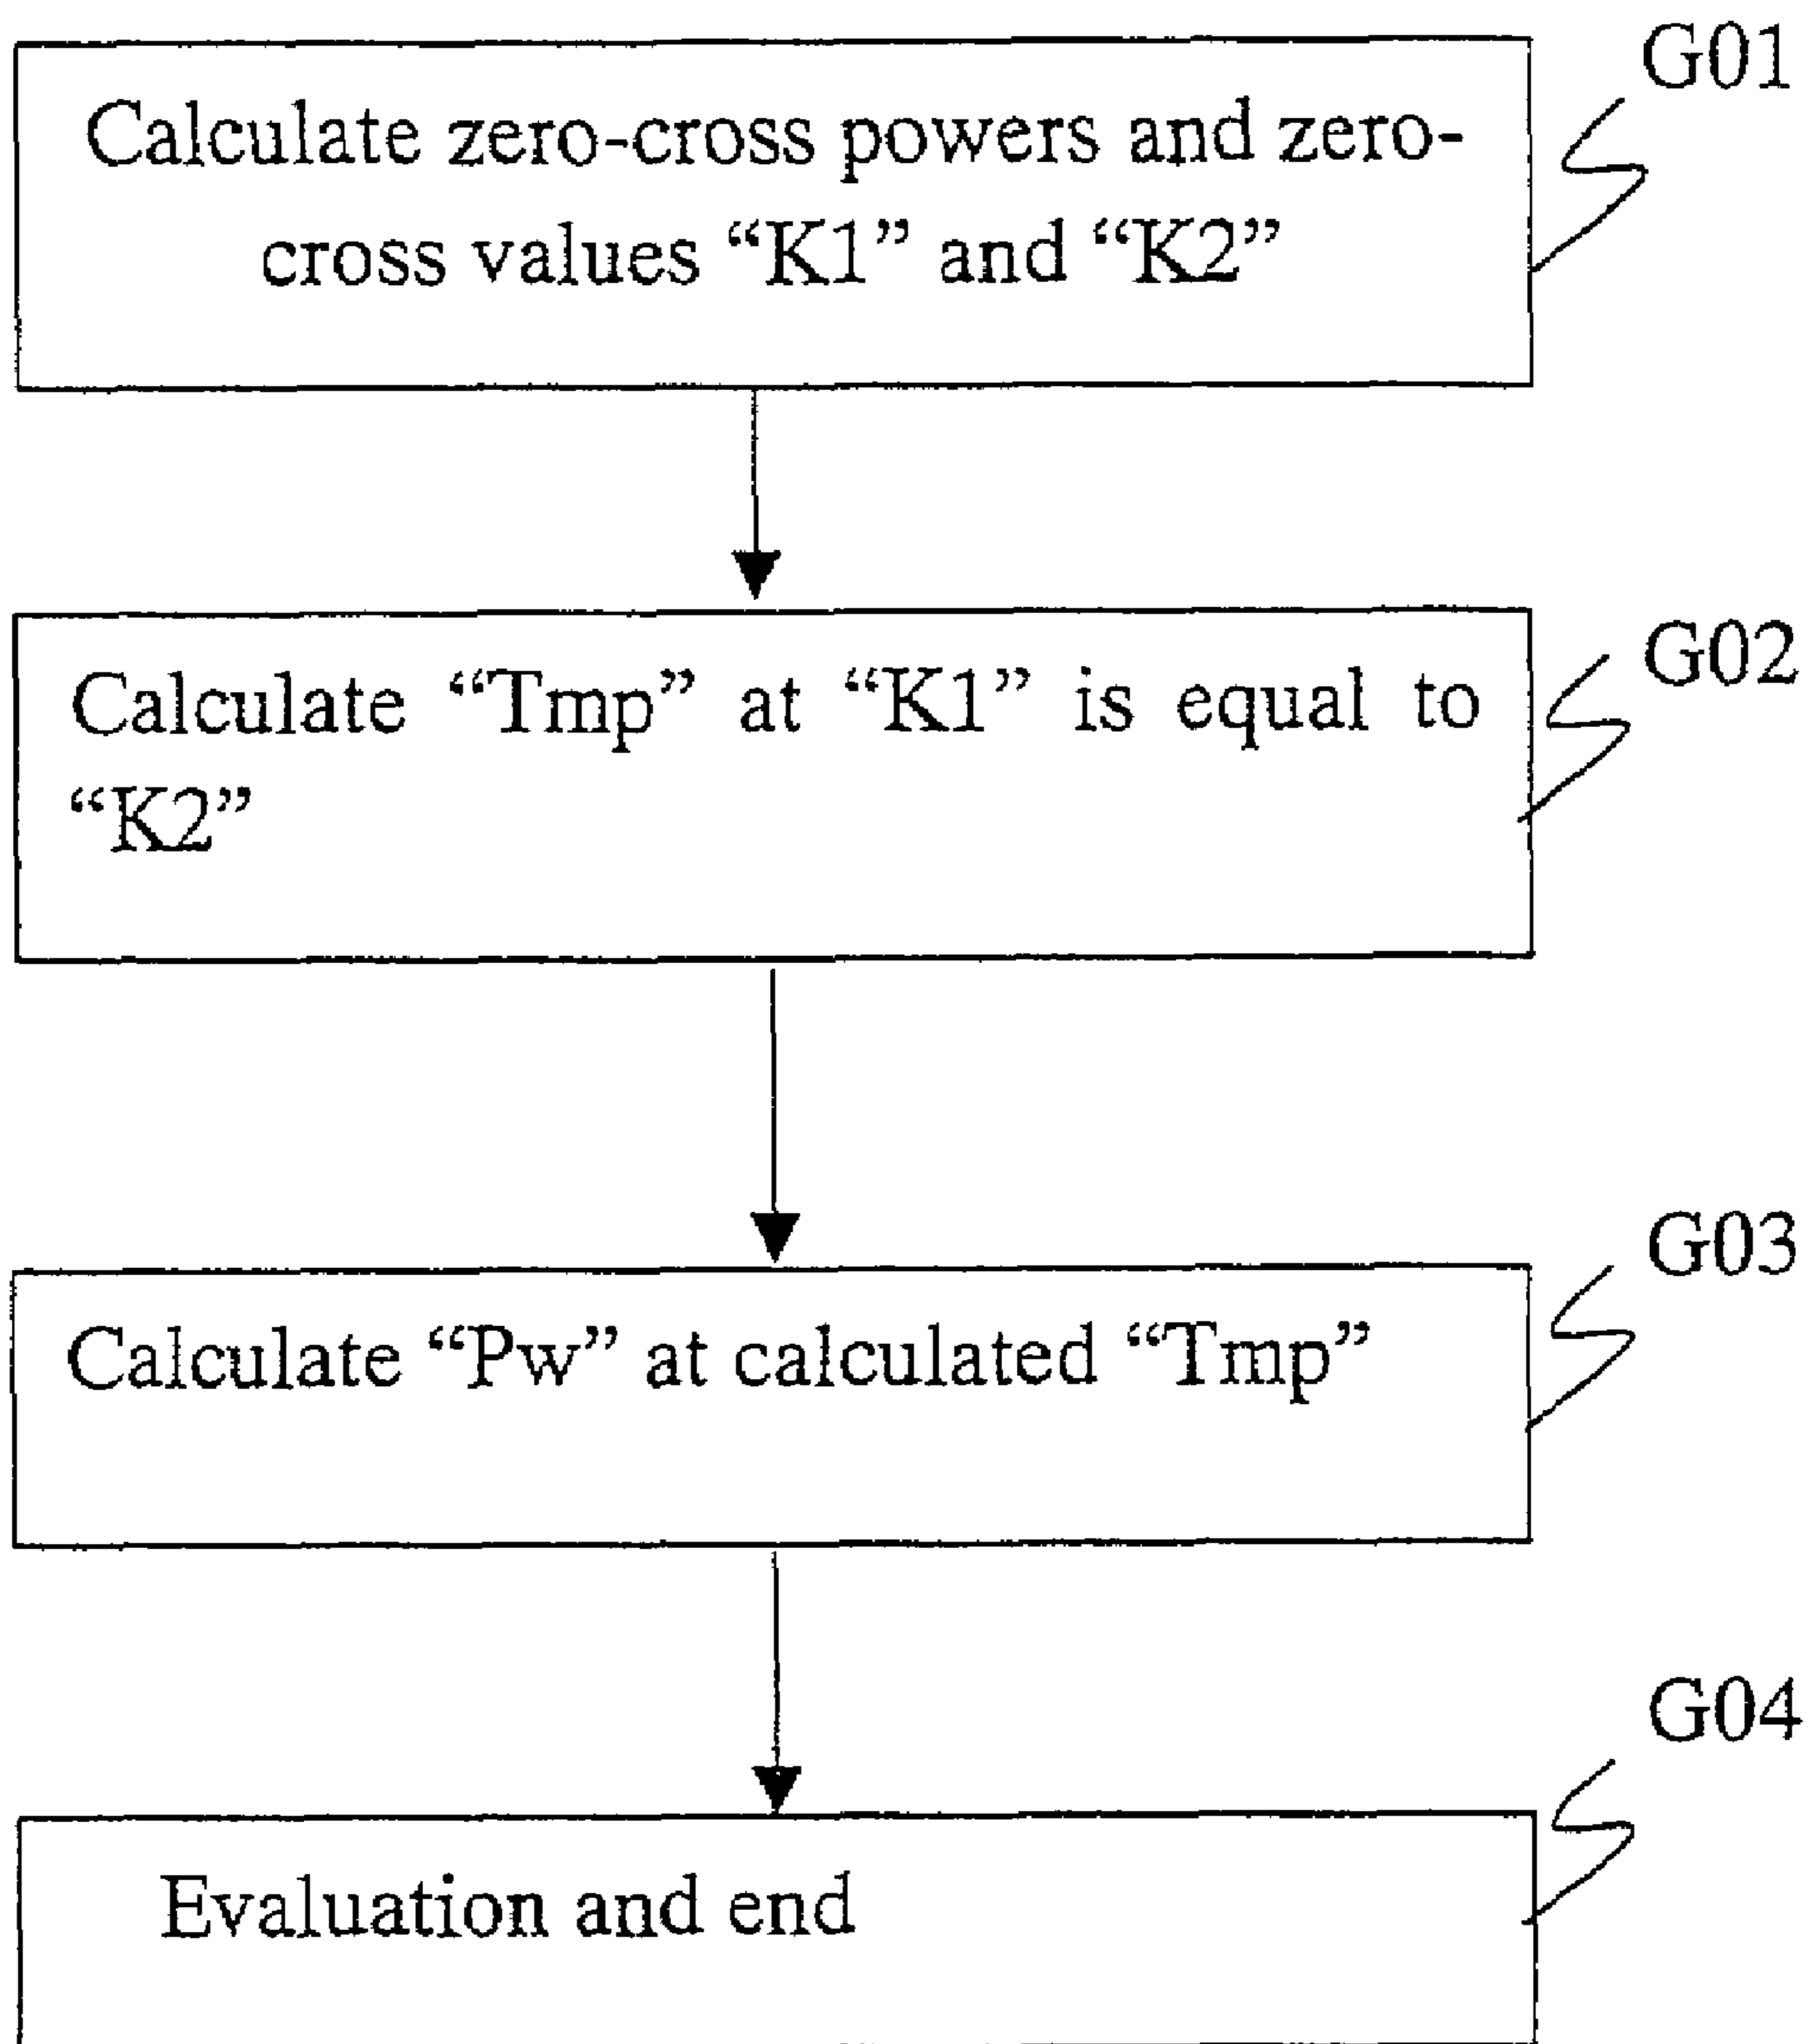 G01
Calculate zero-cross powers and zero-
cross values “K1” and “K2”
G02
Calculate “Tmp” at “K1” is equal to
“K2”
G03
Calculate “Pw” at calculated “Tmp”
G04
Evaluation and end